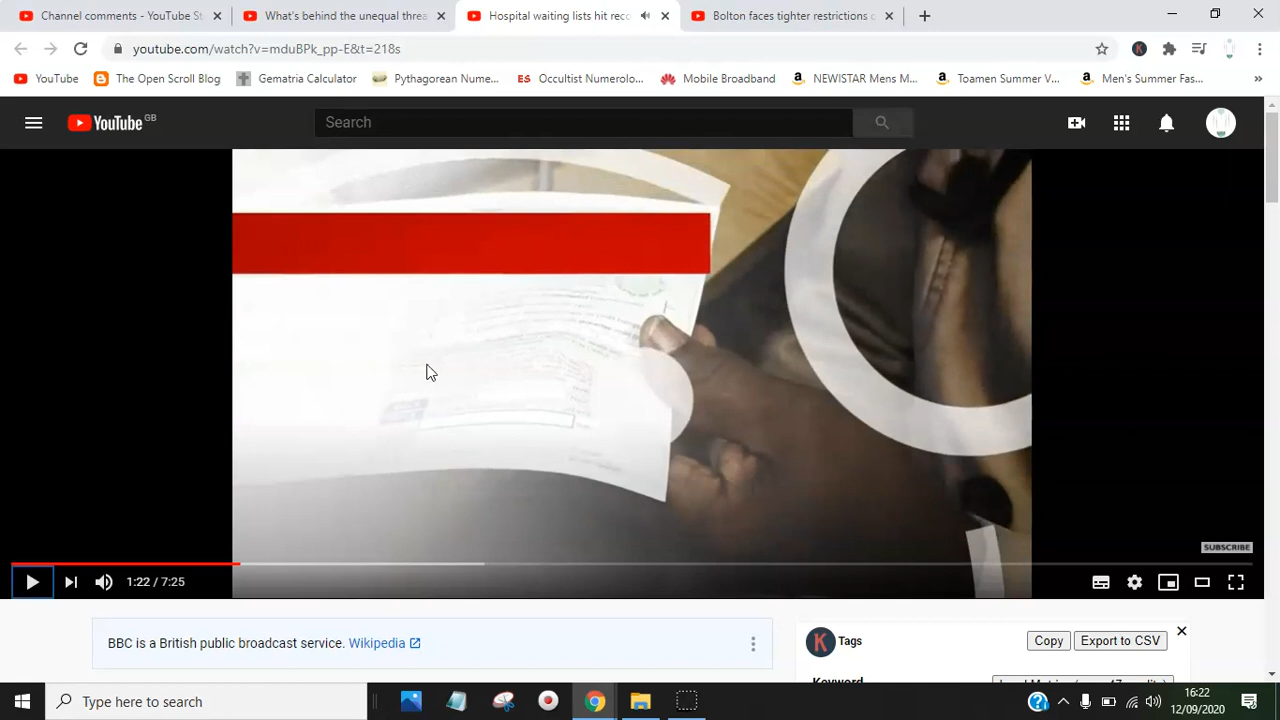 Channel comments - YouTube St
What's behind the unequal threa
Hospital waiting lists hit reco
Bolton faces tighter restrictions o
youtube.com/watch?v=mduBPk_pp-E&t=218s
YouTube
The Open Scroll Blog
Gematria Calculator
Pythagorean Nume...
ES Occultist Numerolo...
Mobile Broadband
NEWISTAR Mens M...
Toamen Summer V...
Men's Summer Fas...
»
YouTube GB
Search
SUBSCRIBE
1:22 / 7:25
BBC is a British public broadcast service. Wikipedia
K Tags
Copy
Export to CSV
Keyword
Type here to search
16:22
12/09/2020